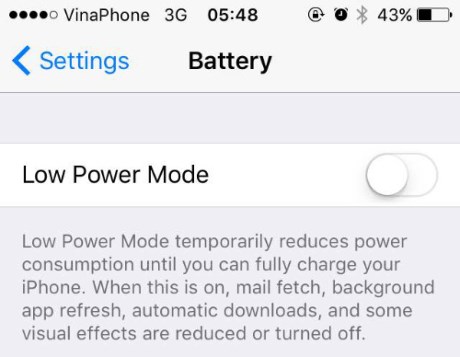 VinaPhone 3G 05:48 43%
Settings Battery
Low Power Mode
Low Power Mode temporarily reduces power
consumption until you can fully charge your
iPhone. When this is on, mail fetch, background
app refresh, automatic downloads, and some
visual effects are reduced or turned off.